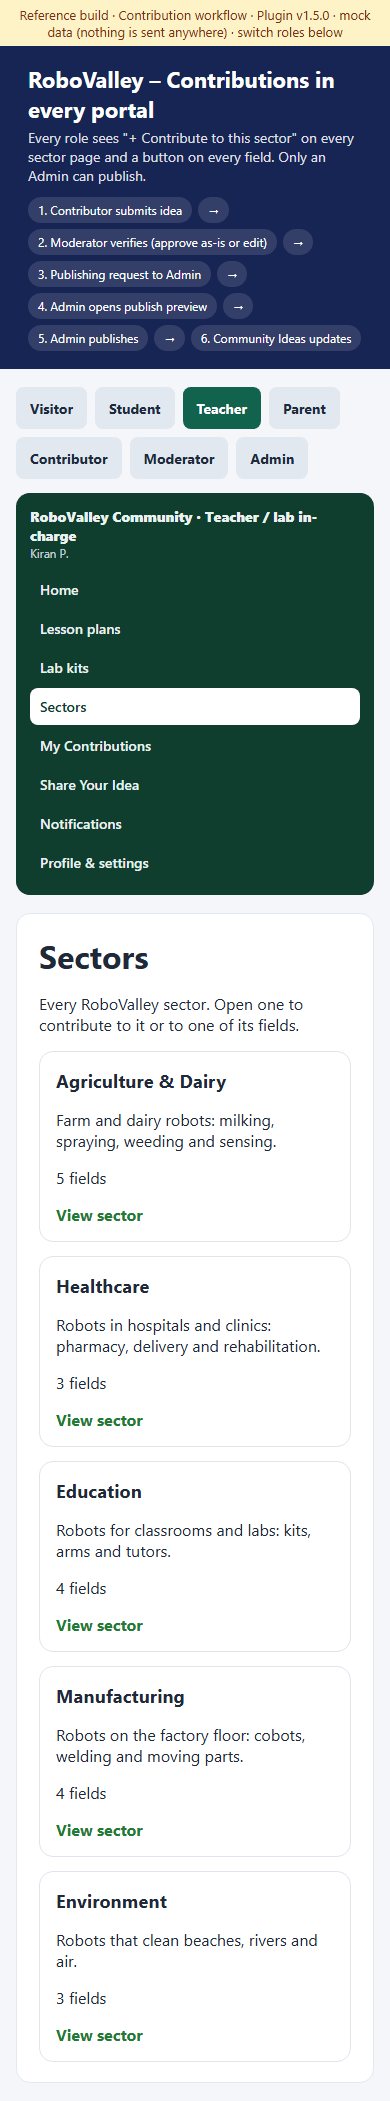 Reference build · Contribution workflow · Plugin v1.5.0 · mock
data (nothing is sent anywhere) · switch roles below
RoboValley – Contributions in
every portal
Every role sees "+ Contribute to this sector" on every
sector page and a button on every field. Only an
Admin can publish.
1. Contributor submits idea →
2. Moderator verifies (approve as-is or edit) →
3. Publishing request to Admin →
4. Admin opens publish preview →
5. Admin publishes → 6. Community Ideas updates
Visitor Student Teacher Parent
Contributor Moderator Admin
RoboValley Community · Teacher / lab in-
charge
Kiran P.
Home
Lesson plans
Lab kits
Sectors
My Contributions
Share Your Idea
Notifications
Profile & settings
Sectors
Every RoboValley sector. Open one to
contribute to it or to one of its fields.
Agriculture & Dairy
Farm and dairy robots: milking,
spraying, weeding and sensing.
5 fields
View sector
Healthcare
Robots in hospitals and clinics:
pharmacy, delivery and rehabilitation.
3 fields
View sector
Education
Robots for classrooms and labs: kits,
arms and tutors.
4 fields
View sector
Manufacturing
Robots on the factory floor: cobots,
welding and moving parts.
4 fields
View sector
Environment
Robots that clean beaches, rivers and
air.
3 fields
View sector